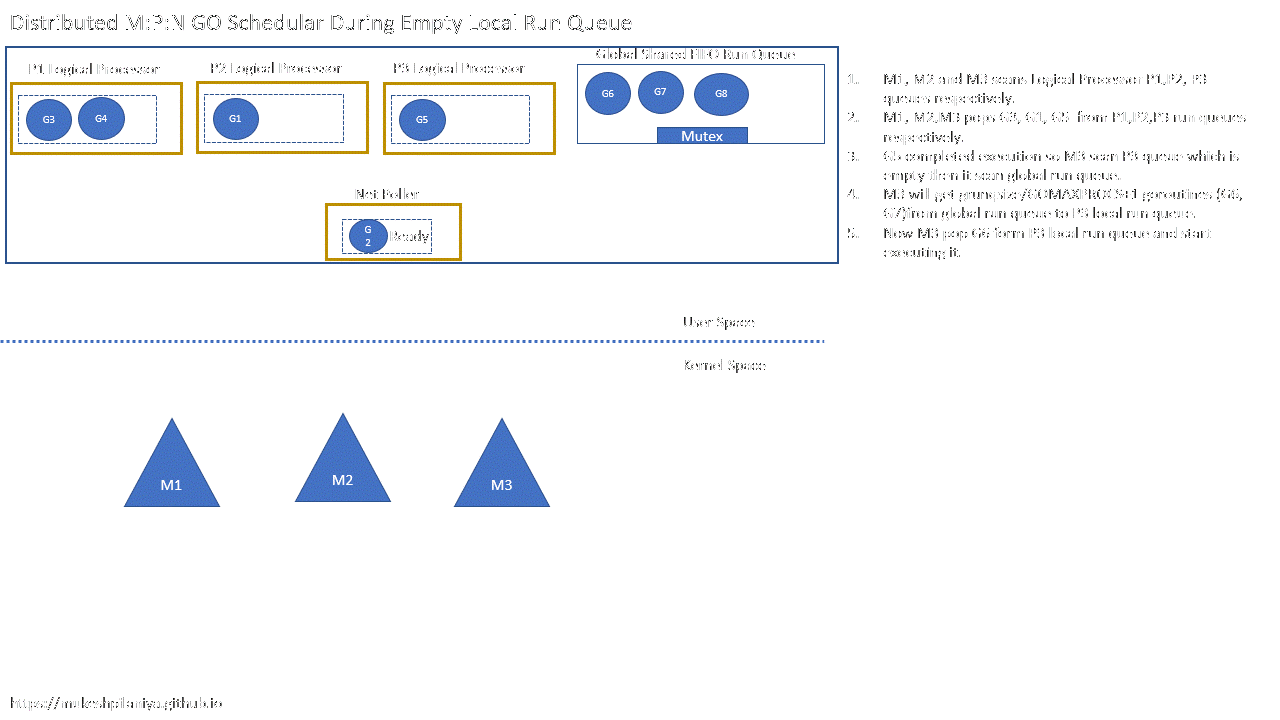 Distributed M:P:N GO Schedular During Empty Local Run Queue
P1 Logical Processor
P2 Logical Processor
P3 Logical Processor
Global Shared FIFO Run Queue
G3
G4
G1
G5
G6
G7
G8
Mutex
Net Poller
G
2
Ready
1. M1, M2 and M3 scans Logical Processor P1,P2, P3
queues respectively.
2. M1, M2,M3 pops G3, G1, G5 from P1,P2,P3 run queues
respectively.
3. G5 completed execution so M3 scan P3 queue which is
empty then it scan global run queue.
4. M3 will get grunqsize/GOMAXPROCS+1 goroutines (G6,
G7)from global run queue to P3 local run queue.
5. Now M3 pop G6 form P3 local run queue and start
executing it.
User Space
Kernel Space
M1
M2
M3
https://mukeshpilaniya.github.io